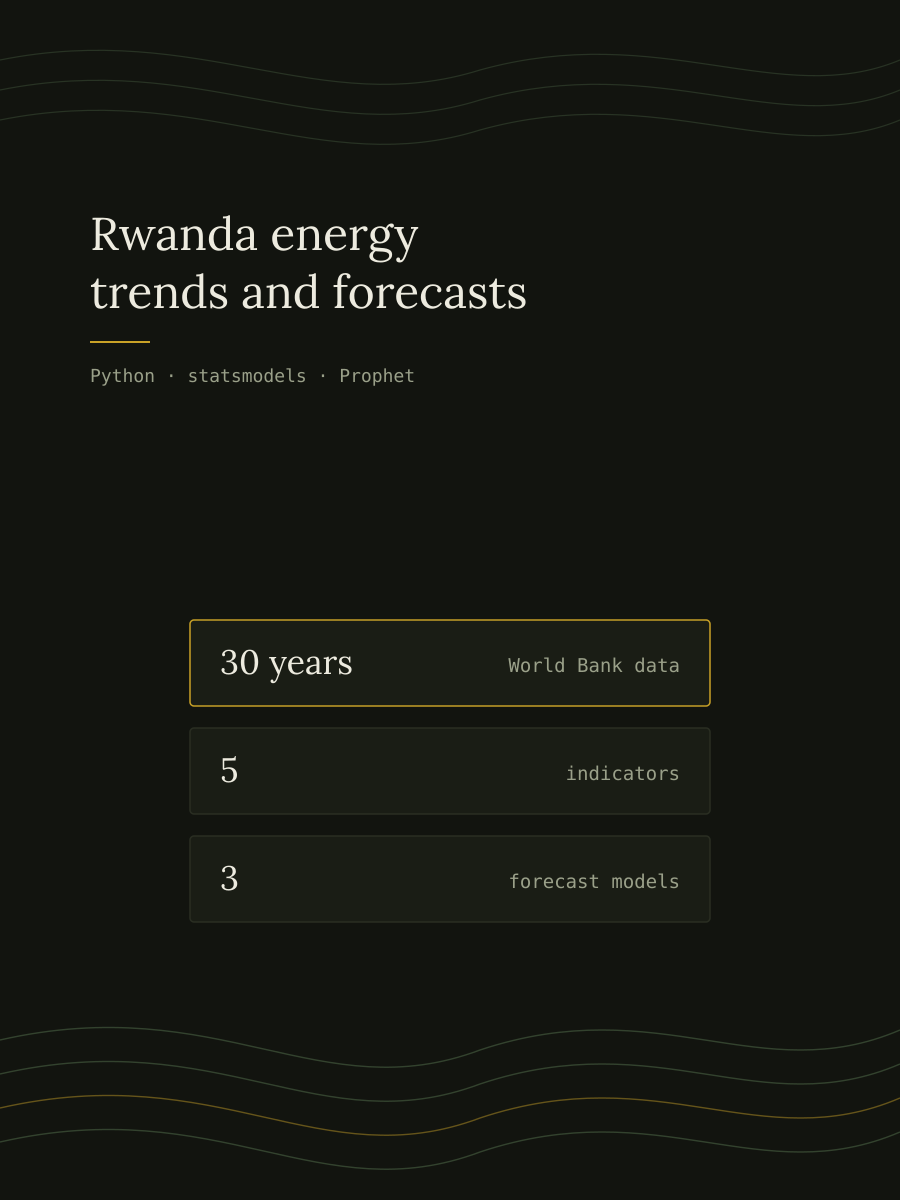 Rwanda energy
trends and forecasts
Python · statsmodels · Prophet
30 years World Bank data
5 indicators
3 forecast models